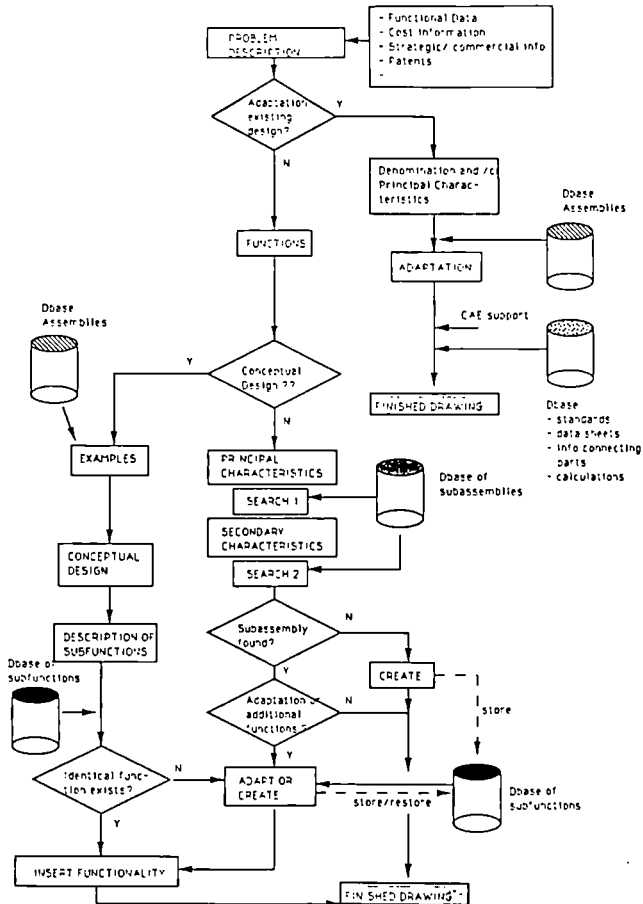 - Functional Data
- Cost Information
- Strategic/ commercial info
- Patents
-
PROBLEM
DESCRIPTION
Adaptation
existing
design?
Y
N
Denomination and /
Principal Charac-
teristics
Dbase
Assemblies
FUNCTIONS
ADAPTATION
CAE support
Dbase
Assemblies
Y
Conceptual
Design ??
N
FINISHED DRAWING
Dbase
- standards
- data sheets
- info connecting
parts
- calculations
EXAMPLES
PRINCIPAL
CHARACTERISTICS
SEARCH 1
Dbase of
subassemblies
SECONDARY
CHARACTERISTICS
SEARCH 2
CONCEPTUAL
DESIGN
DESCRIPTION OF
SUBFUNCTIONS
Subassembly
found?
N
Y
CREATE
Dbase of
subfunctions
Adaptation or
additional
functions ?
N
Y
store
Identical func-
tion exists?
N
Y
ADAPT OR
CREATE
store/restore
Dbase of
subfunctions
INSERT FUNCTIONALITY
FINISHED DRAWING